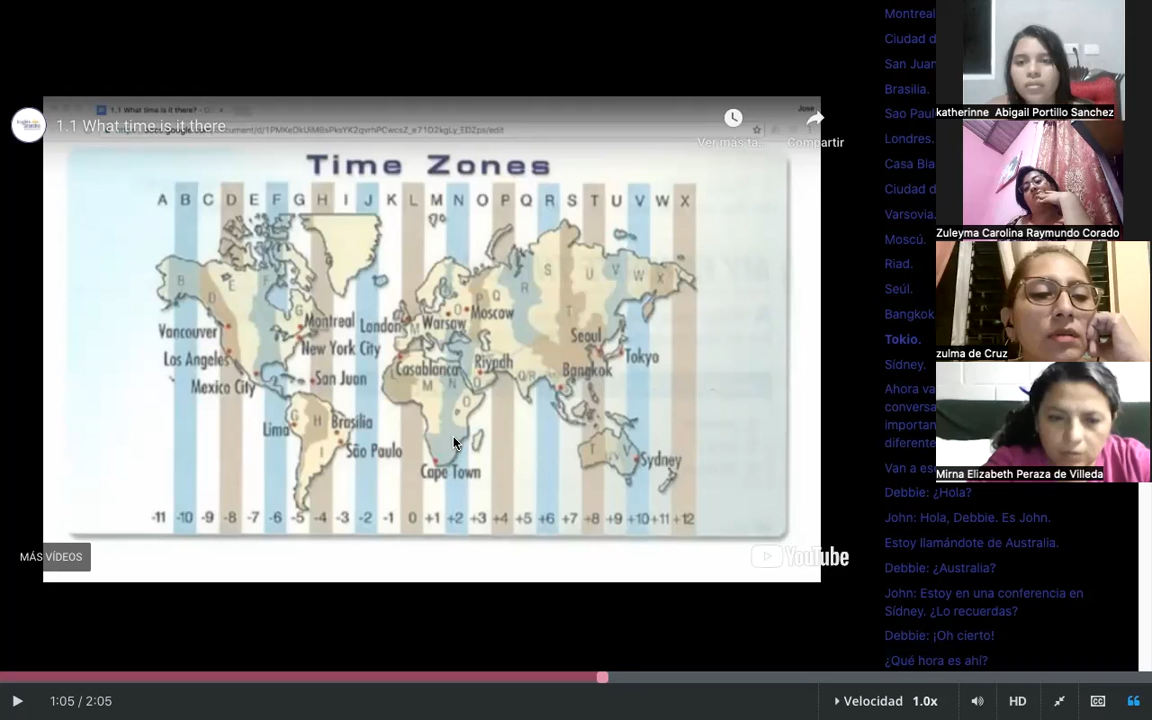 1.1 What time is it there
Ver más ta...
Compartir
Time Zones
A B C D E F G H I J K L M N O P Q R S T U V W X
Vancouver
Los Angeles
Mexico City
Montreal
New York City
San Juan
Lima
Brasilia
São Paulo
London
Casablanca
Warsaw
Moscow
Riyadh
Cape Town
Seoul
Bangkok
Tokyo
Sydney
-11 -10 -9 -8 -7 -6 -5 -4 -3 -2 -1 0 +1 +2 +3 +4 +5 +6 +7 +8 +9 +10 +11 +12
MÁS VÍDEOS
YouTube
Montreal
Ciudad d
San Juan
Brasilia.
Sao Paul
Londres.
Casa Bla
Ciudad d
Varsovia.
Moscú.
Riad.
Seúl.
Bangkok
Tokio.
Sídney.
Ahora va
conversa
importan
diferente
Van a es
Debbie: ¿Hola?
John: Hola, Debbie. Es John.
Estoy llamándote de Australia.
Debbie: ¿Australia?
John: Estoy en una conferencia en
Sídney. ¿Lo recuerdas?
Debbie: ¡Oh cierto!
¿Qué hora es ahí?
katherinne Abigail Portillo Sanchez
Zuleyma Carolina Raymundo Corado
zulma de Cruz
Mirna Elizabeth Peraza de Villeda
1:05 / 2:05
Velocidad 1.0x
HD
CC